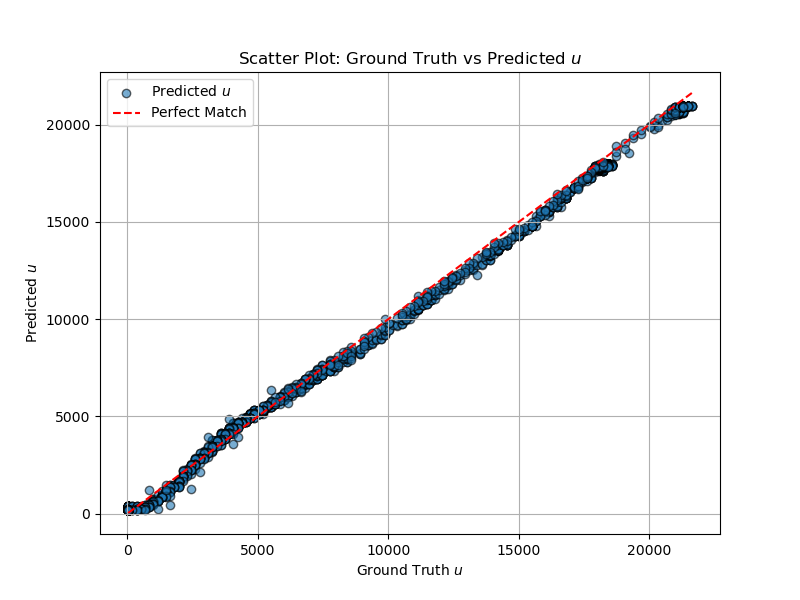 Scatter Plot: Ground Truth vs Predicted u
Predicted u
Perfect Match
20000
15000
10000
5000
0
Predicted u
0 5000 10000 15000 20000
Ground Truth u